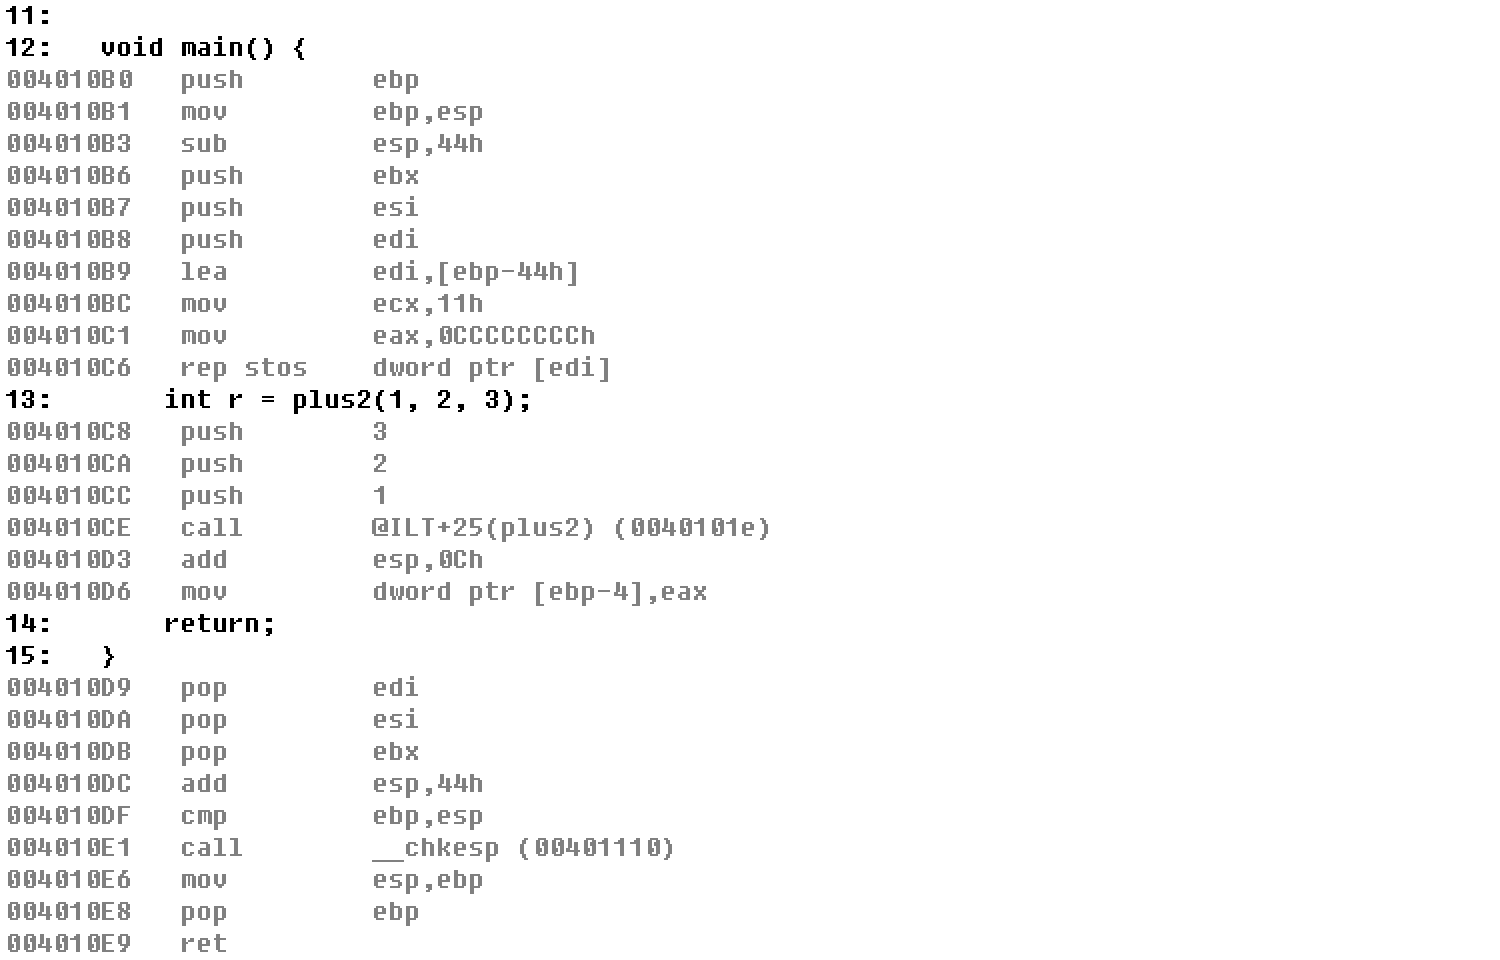 11:
12:   void main() {
004010B0   push        ebp
004010B1   mov         ebp,esp
004010B3   sub         esp,44h
004010B6   push        ebx
004010B7   push        esi
004010B8   push        edi
004010B9   lea         edi,[ebp-44h]
004010BC   mov         ecx,11h
004010C1   mov         eax,0CCCCCCCCh
004010C6   rep stos    dword ptr [edi]
13:       int r = plus2(1, 2, 3);
004010C8   push        3
004010CA   push        2
004010CC   push        1
004010CE   call        @ILT+25(plus2) (0040101e)
004010D3   add         esp,0Ch
004010D6   mov         dword ptr [ebp-4],eax
14:       return;
15:   }
004010D9   pop         edi
004010DA   pop         esi
004010DB   pop         ebx
004010DC   add         esp,44h
004010DF   cmp         ebp,esp
004010E1   call        __chkesp (00401110)
004010E6   mov         esp,ebp
004010E8   pop         ebp
004010E9   ret